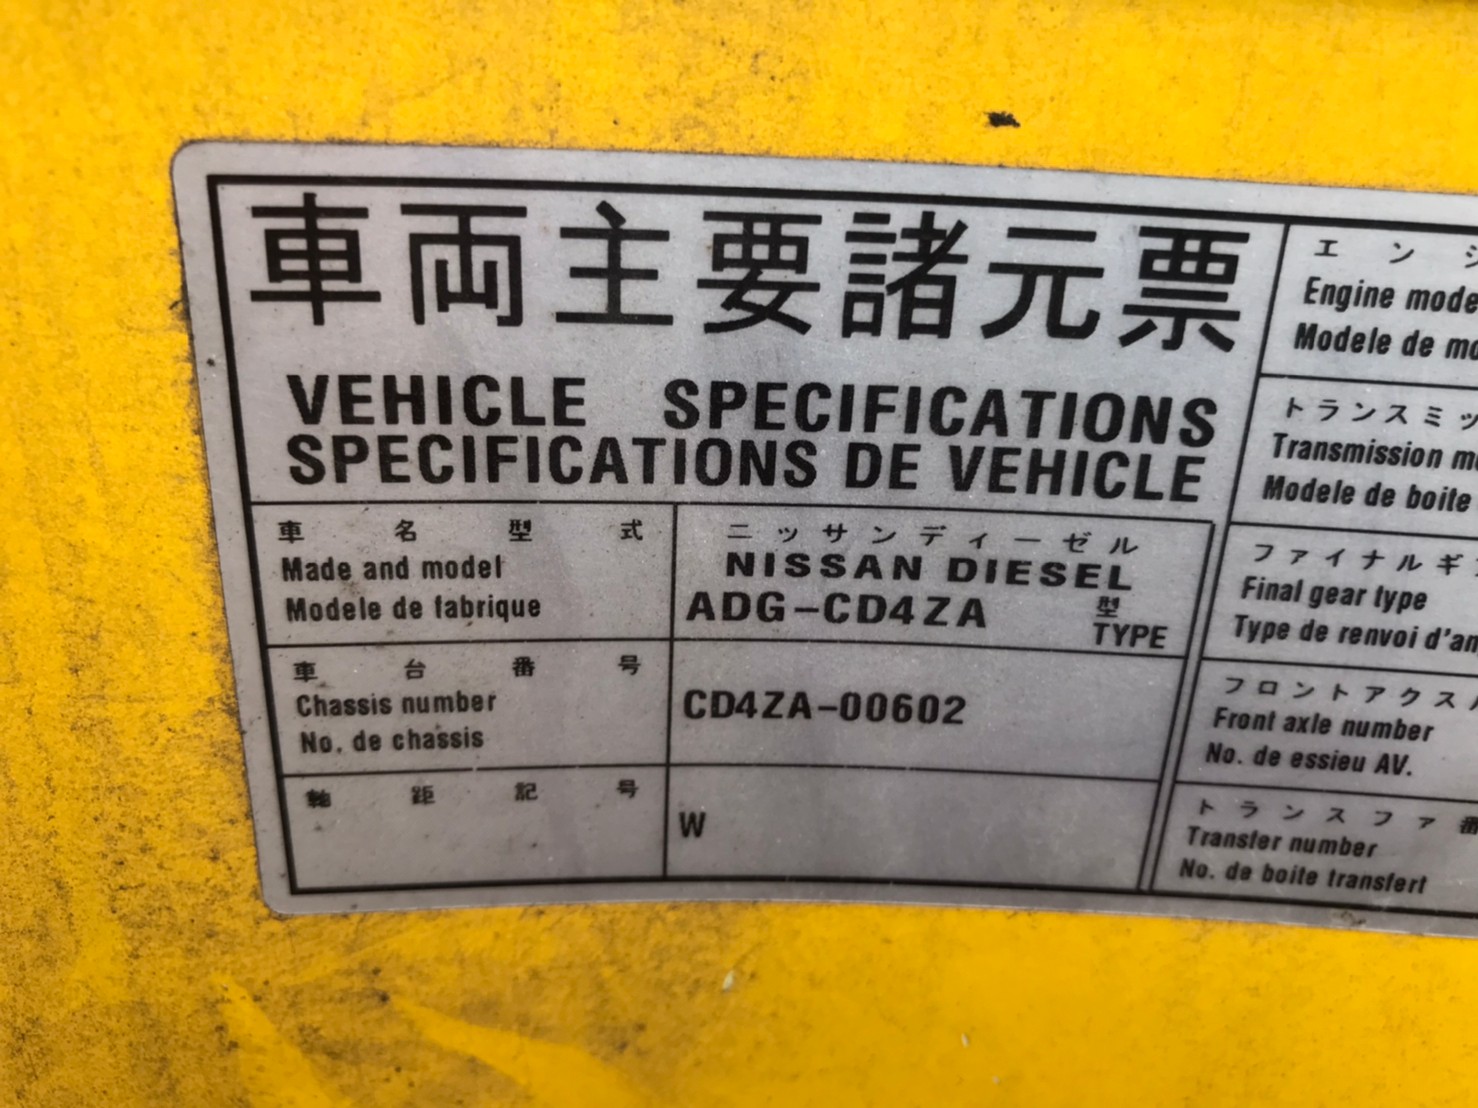 車両主要諸元票
VEHICLE SPECIFICATIONS
SPECIFICATIONS DE VEHICLE
車名型式
Made and model
Modele de fabrique
ニッサンディーゼル
NISSAN DIESEL
ADG-CD4ZA
型
TYPE
車台番号
Chassis number
No. de chassis
CD4ZA-00602
軸距記号
W
エンジ
Engine mode
Modele de mo
トランスミッ
Transmission mo
Modele de boite
ファイナルギ
Final gear type
Type de renvoi d'an
フロントアクス
Front axle number
No. de essieu AV.
トランスファ番
Transfer number
No. de boite transfert